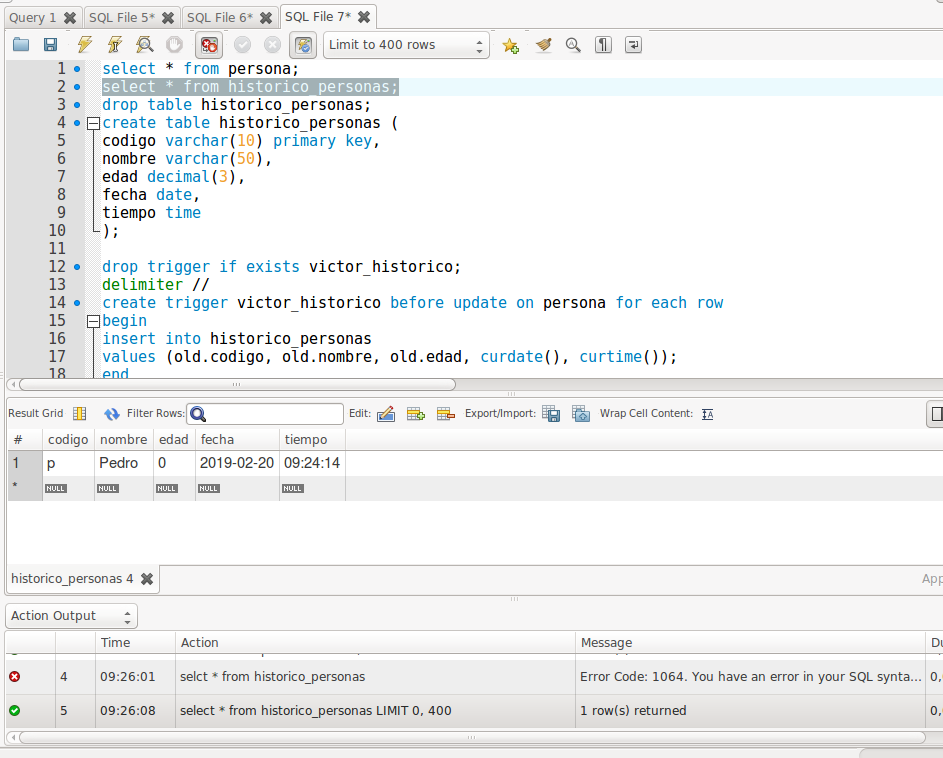 Query 1 SQL File 5* SQL File 6* SQL File 7*
Limit to 400 rows
1 select * from persona;
2 select * from historico_personas;
3 drop table historico_personas;
4 create table historico_personas (
5 codigo varchar(10) primary key,
6 nombre varchar(50),
7 edad decimal(3),
8 fecha date,
9 tiempo time
10 );
11
12 drop trigger if exists victor_historico;
13 delimiter //
14 create trigger victor_historico before update on persona for each row
15 begin
16 insert into historico_personas
17 values (old.codigo, old.nombre, old.edad, curdate(), curtime());
18 end
Result Grid Filter Rows: Edit: Export/Import: Wrap Cell Content:
# codigo nombre edad fecha tiempo
1 p Pedro 0 2019-02-20 09:24:14
* NULL NULL NULL NULL NULL
historico_personas 4 App
Action Output
Time Action Message Du
4 09:26:01 selct * from historico_personas Error Code: 1064. You have an error in your SQL synta... 0,
5 09:26:08 select * from historico_personas LIMIT 0, 400 1 row(s) returned 0,